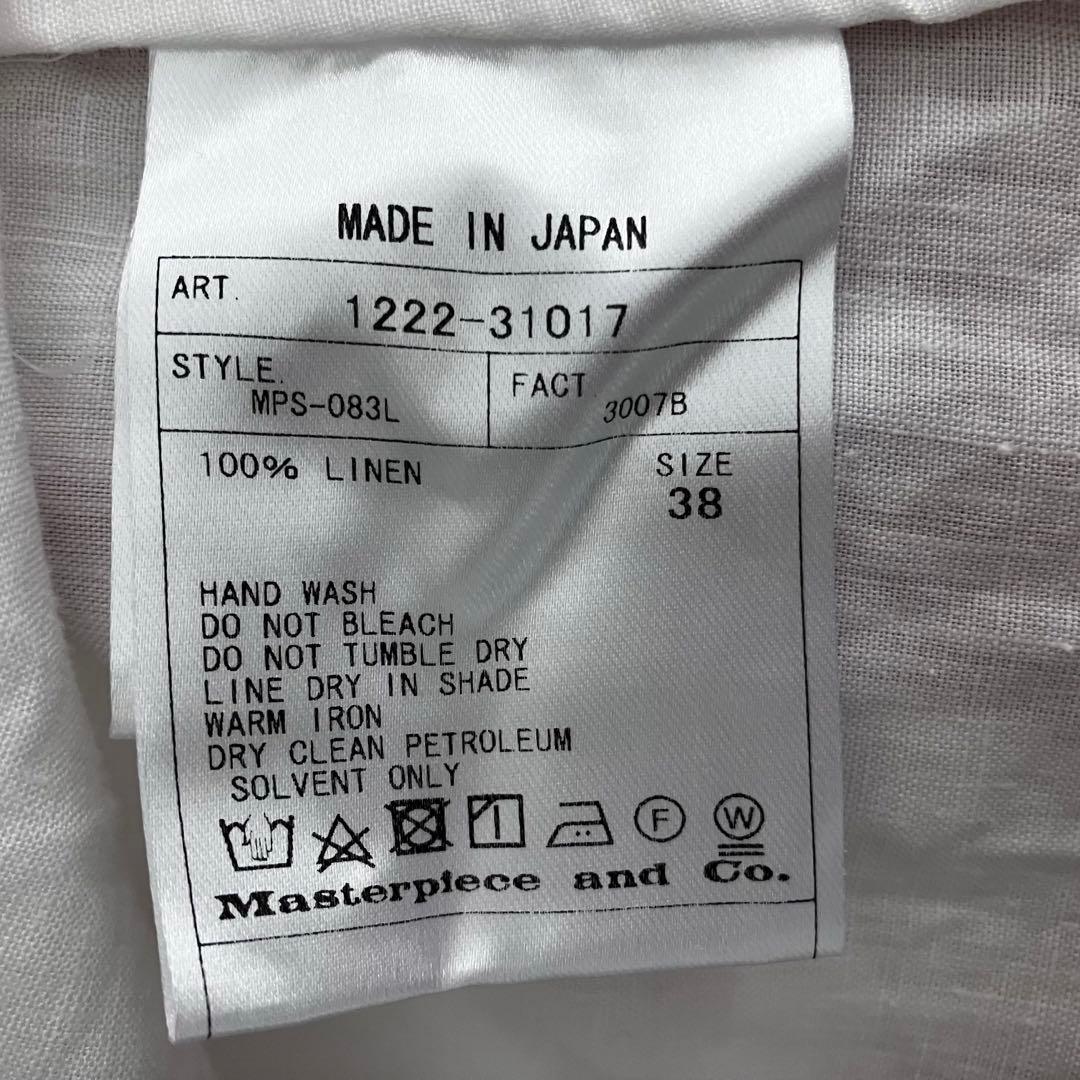 MADE IN JAPAN
ART.
1222-31017
STYLE.
MPS-083L
FACT.
3007B
100% LINEN
SIZE
38
HAND WASH
DO NOT BLEACH
DO NOT TUMBLE DRY
LINE DRY IN SHADE
WARM IRON
DRY CLEAN PETROLEUM
SOLVENT ONLY
F W
Masterpiece and Co.